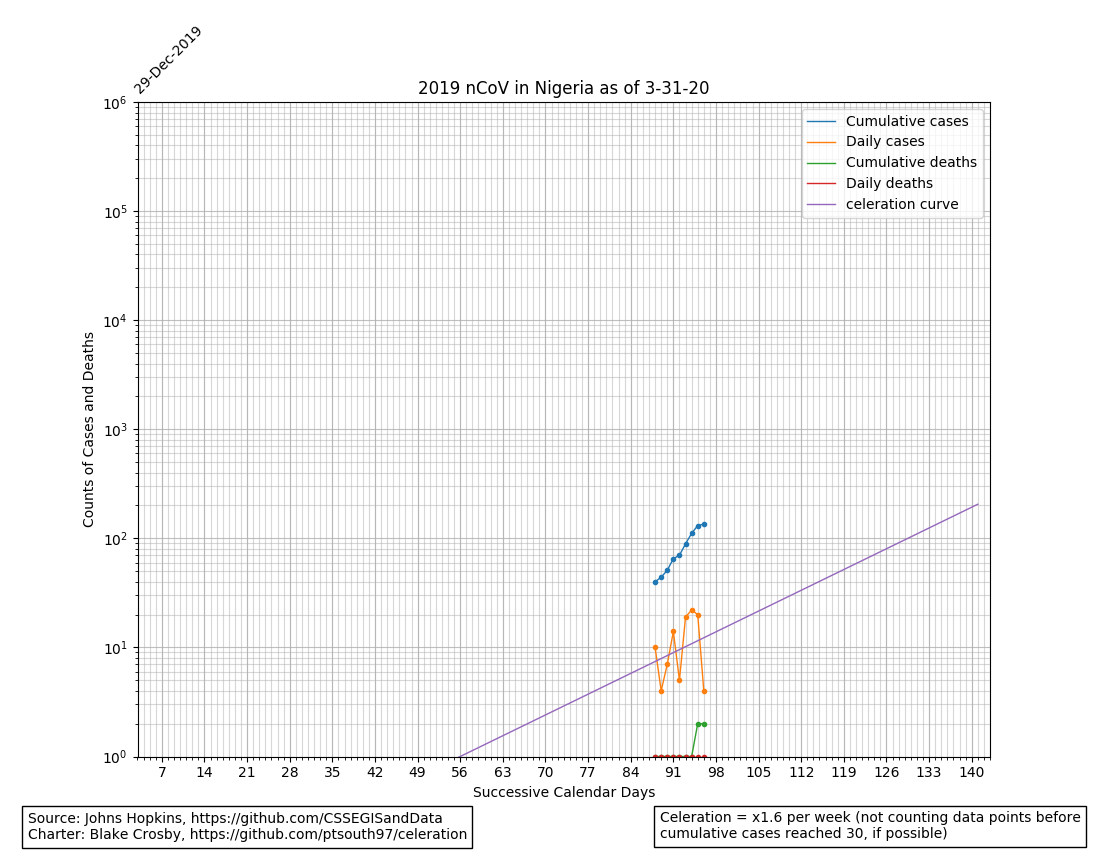 29-Dec-2019
2019 nCoV in Nigeria as of 3-31-20
10^6
10^5
10^4
10^3
10^2
10^1
10^0
Counts of Cases and Deaths
Cumulative cases
Daily cases
Cumulative deaths
Daily deaths
celeration curve
7 14 21 28 35 42 49 56 63 70 77 84 91 98 105 112 119 126 133 140
Successive Calendar Days
Source: Johns Hopkins, https://github.com/CSSEGISandData
Charter: Blake Crosby, https://github.com/ptsouth97/celeration
Celeration = x1.6 per week (not counting data points before
cumulative cases reached 30, if possible)